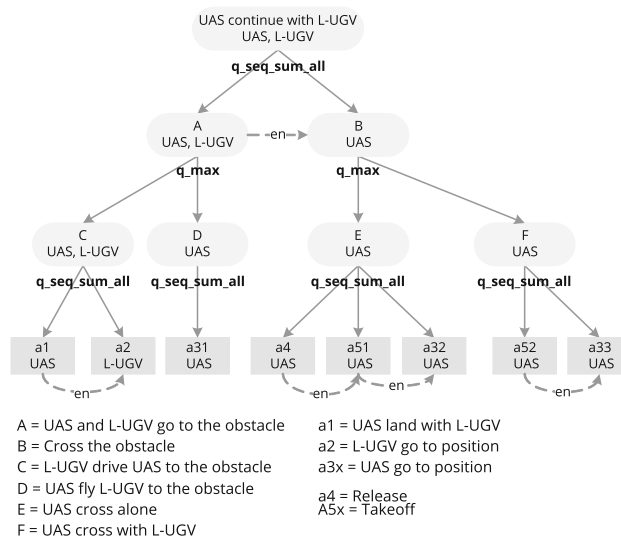 UAS continue with L-UGV
UAS, L-UGV
q_seq_sum_all
A
UAS, L-UGV
en
B
UAS
q_max
q_max
C
UAS, L-UGV
D
UAS
E
UAS
F
UAS
q_seq_sum_all
q_seq_sum_all
q_seq_sum_all
q_seq_sum_all
a1
UAS
a2
L-UGV
a31
UAS
a4
UAS
a51
UAS
a32
UAS
a52
UAS
a33
UAS
en
en
en
en
A = UAS and L-UGV go to the obstacle
B = Cross the obstacle
C = L-UGV drive UAS to the obstacle
D = UAS fly L-UGV to the obstacle
E = UAS cross alone
F = UAS cross with L-UGV
a1 = UAS land with L-UGV
a2 = L-UGV go to position
a3x = UAS go to position
a4 = Release
A5x = Takeoff